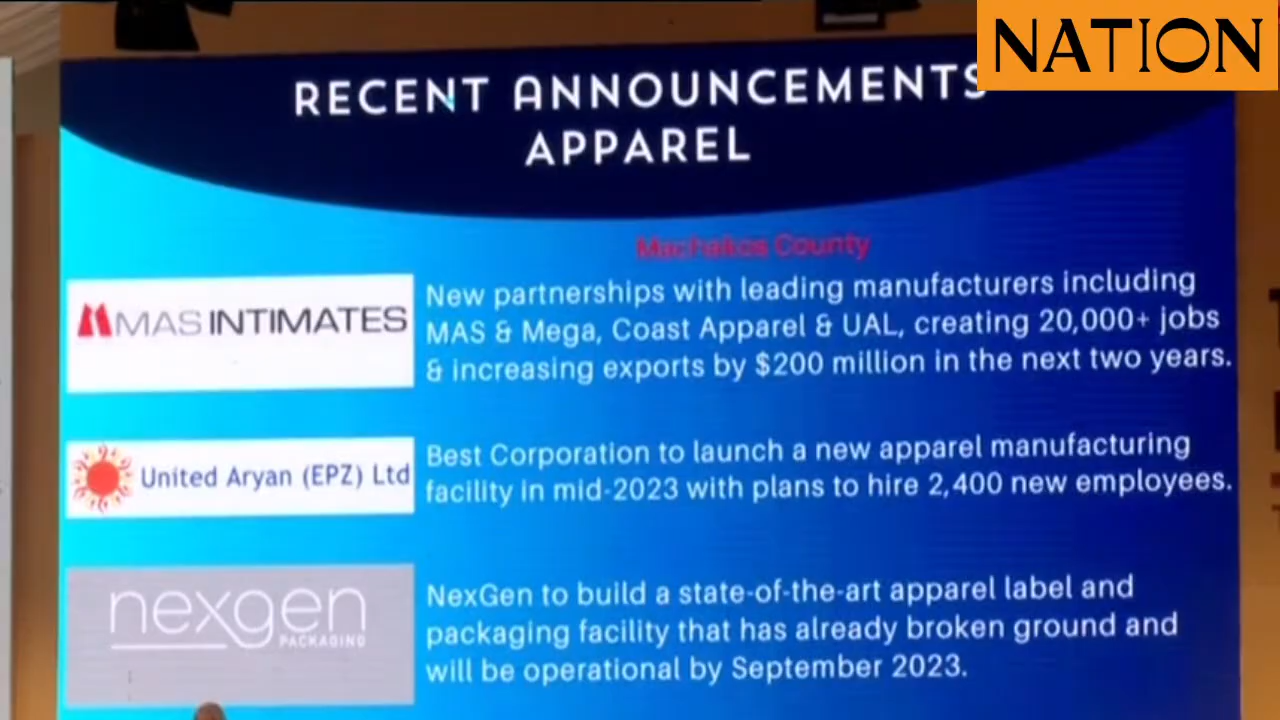 NATION
RECENT ANNOUNCEMENTS
APPAREL
Machakos County
MAS INTIMATES
New partnerships with leading manufacturers including
MAS & Mega, Coast Apparel & UAL, creating 20,000+ jobs
& increasing exports by $200 million in the next two years.
United Aryan (EPZ) Ltd
Best Corporation to launch a new apparel manufacturing
facility in mid-2023 with plans to hire 2,400 new employees.
nexgen
PACKAGING
NexGen to build a state-of-the-art apparel label and
packaging facility that has already broken ground and
will be operational by September 2023.